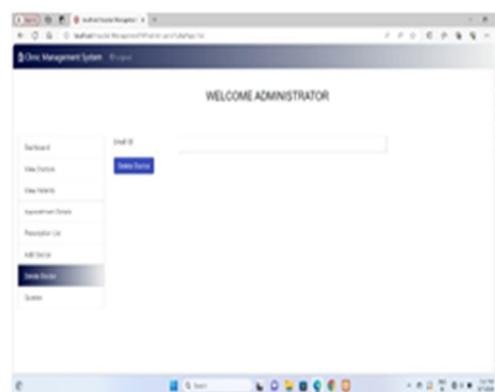 Clinic Management System
Logout
WELCOME ADMINISTRATOR
Dashboard
View Doctors
View Patients
Appointment Details
Prescription List
Add Doctor
Delete Doctor
Queries
Email ID
Delete Doctor